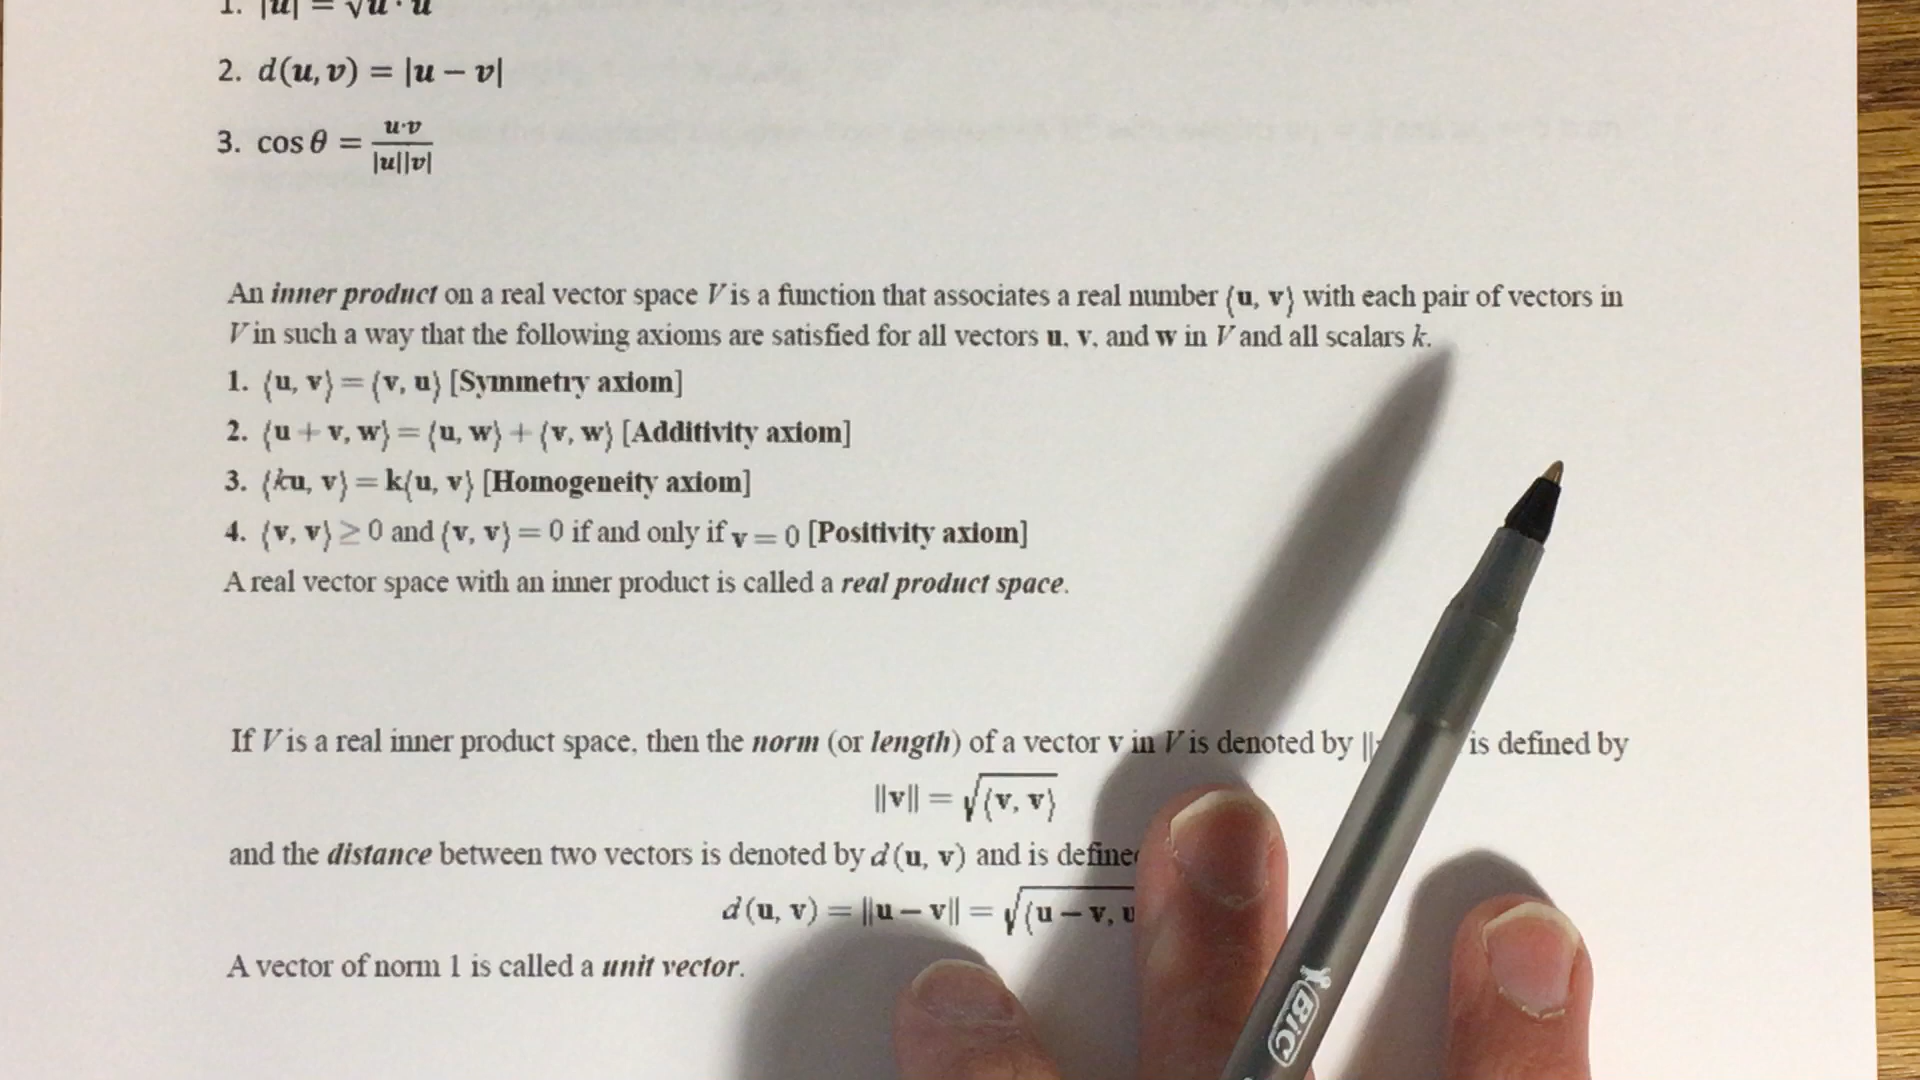 1. |u| = √u · u
2. d(u, v) = |u − v|
3. cos θ = u·v / |u||v|
An inner product on a real vector space V is a function that associates a real number ⟨u, v⟩ with each pair of vectors in
V in such a way that the following axioms are satisfied for all vectors u, v, and w in V and all scalars k.
1. ⟨u, v⟩ = ⟨v, u⟩ [Symmetry axiom]
2. ⟨u + v, w⟩ = ⟨u, w⟩ + ⟨v, w⟩ [Additivity axiom]
3. ⟨ku, v⟩ = k⟨u, v⟩ [Homogeneity axiom]
4. ⟨v, v⟩ ≥ 0 and ⟨v, v⟩ = 0 if and only if v = 0 [Positivity axiom]
A real vector space with an inner product is called a real product space.
If V is a real inner product space, then the norm (or length) of a vector v in V is denoted by || is defined by
||v|| = √⟨v, v⟩
and the distance between two vectors is denoted by d(u, v) and is define
d(u, v) = ||u − v|| = √⟨u − v, u
A vector of norm 1 is called a unit vector.
BIC